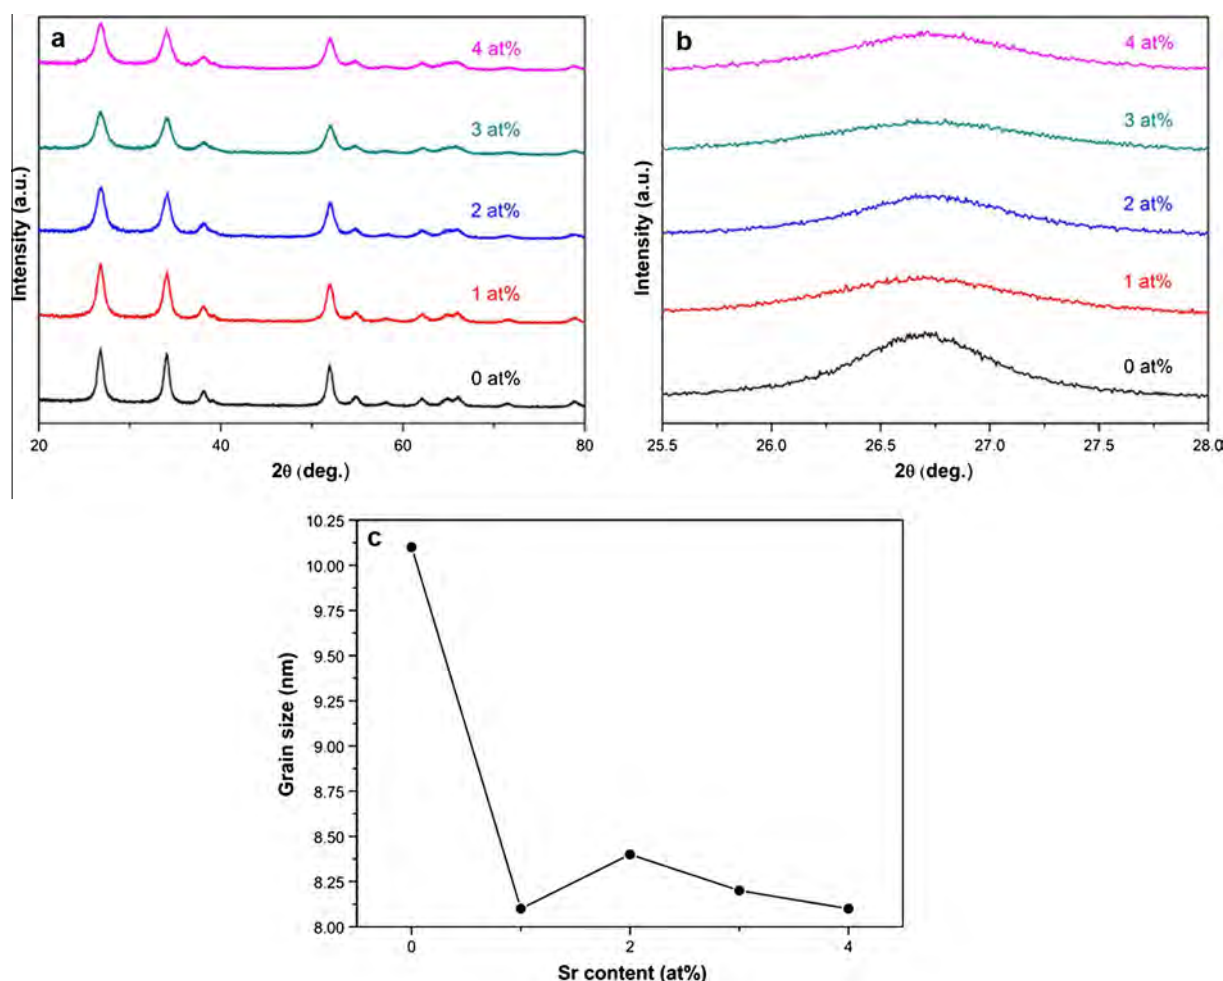 a
4 at%
3 at%
2 at%
1 at%
0 at%
Intensity (a.u.)
20
40
60
80
2θ (deg.)
b
4 at%
3 at%
2 at%
1 at%
0 at%
Intensity (a.u.)
25.5
26.0
26.5
27.0
27.5
28.0
2θ (deg.)
c
10.25
10.00
9.75
9.50
9.25
9.00
8.75
8.50
8.25
8.00
Grain size (nm)
0
2
4
Sr content (at%)